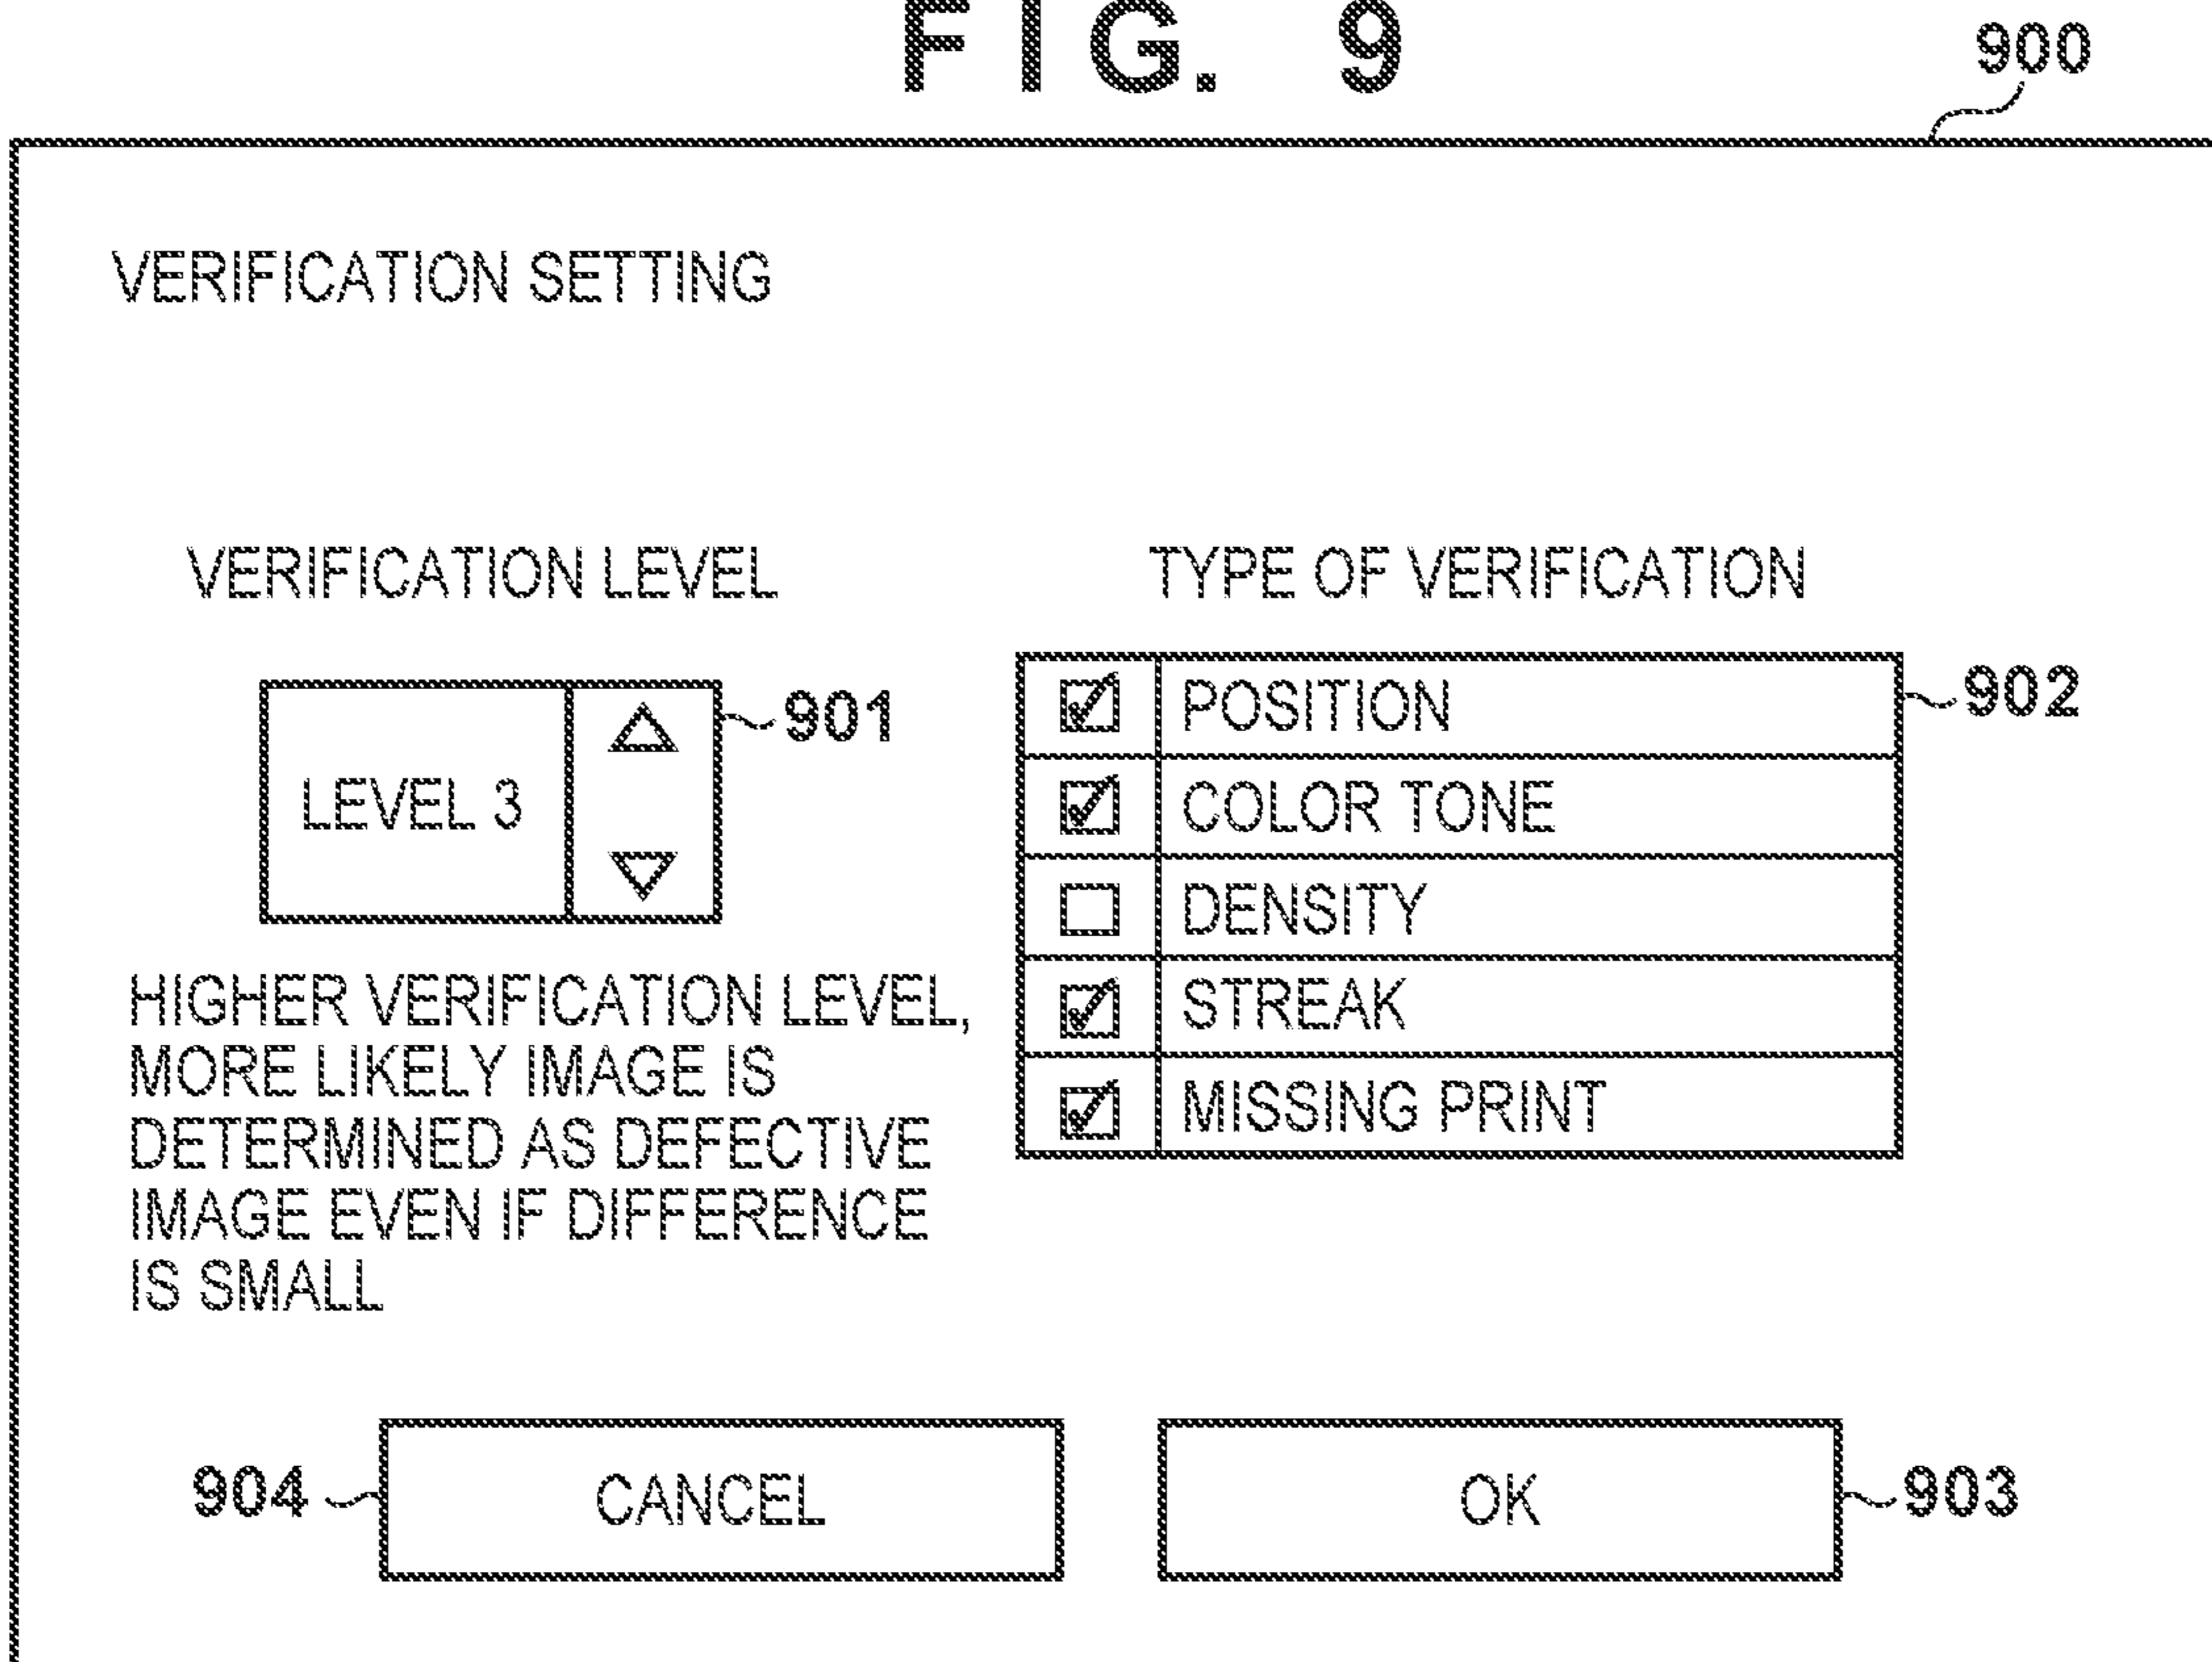 FIG. 9
900
VERIFICATION SETTING
VERIFICATION LEVEL
LEVEL 3
901
HIGHER VERIFICATION LEVEL,
MORE LIKELY IMAGE IS
DETERMINED AS DEFECTIVE
IMAGE EVEN IF DIFFERENCE
IS SMALL
TYPE OF VERIFICATION
902
POSITION
COLOR TONE
DENSITY
STREAK
MISSING PRINT
904
CANCEL
OK
903